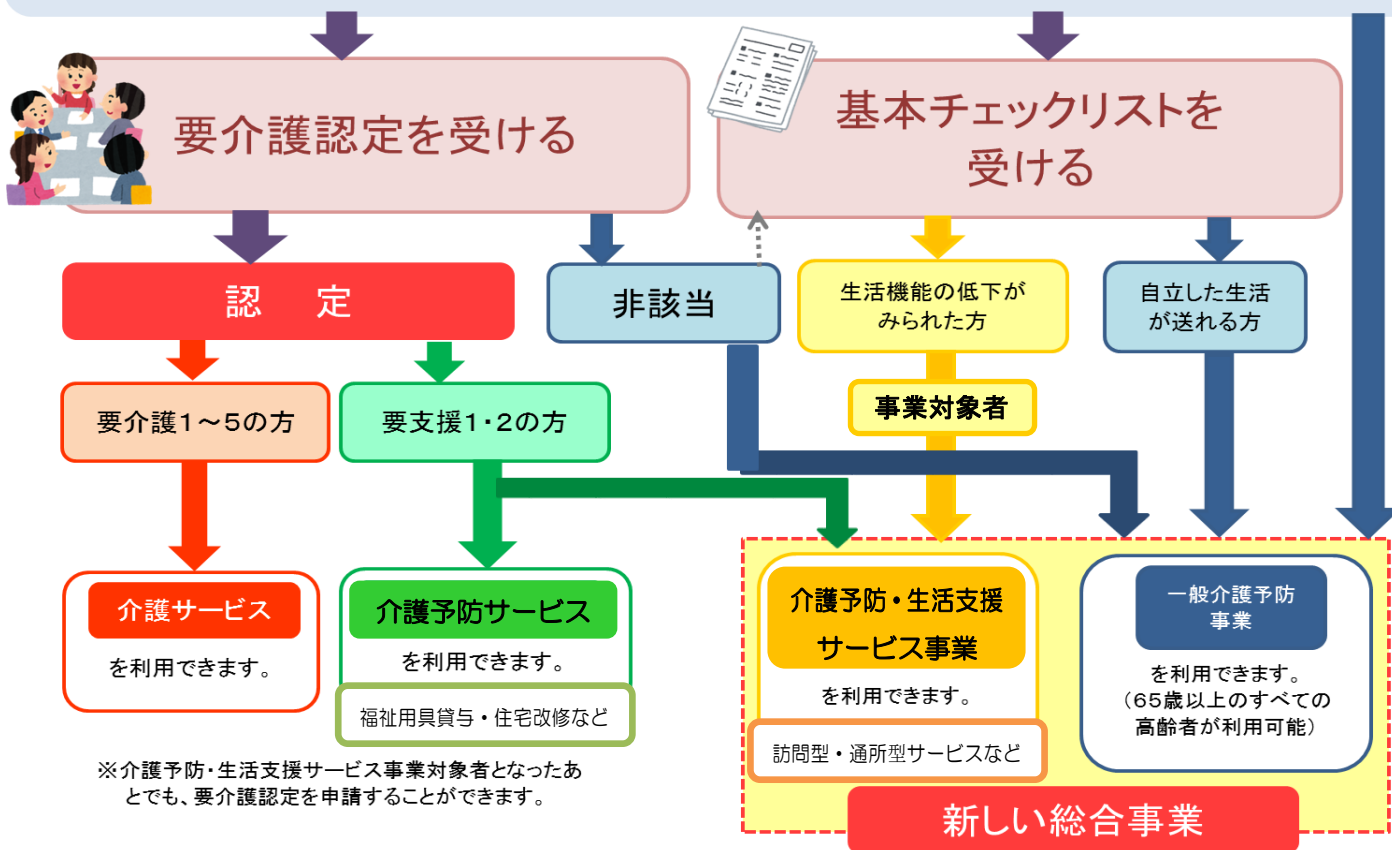 要介護認定を受ける
基本チェックリストを
受ける
認　定
非該当
生活機能の低下が
みられた方
自立した生活
が送れる方
要介護1～5の方
要支援1・2の方
事業対象者
介護サービス
を利用できます。
介護予防サービス
を利用できます。
福祉用具貸与・住宅改修など
介護予防・生活支援
サービス事業
を利用できます。
訪問型・通所型サービスなど
一般介護予防
事業
を利用できます。
（65歳以上のすべての
高齢者が利用可能）
※介護予防・生活支援サービス事業対象者となったあ
とでも、要介護認定を申請することができます。
新しい総合事業